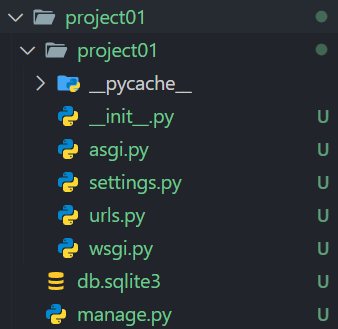 project01
project01
__pycache__
__init__.py U
asgi.py U
settings.py U
urls.py U
wsgi.py U
db.sqlite3 U
manage.py U